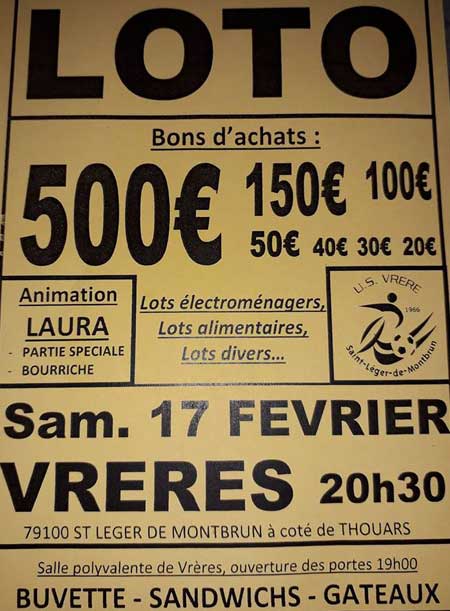 LOTO
Bons d'achats :
500€ 150€ 100€
50€ 40€ 30€ 20€
Animation
LAURA
- PARTIE SPECIALE
- BOURRICHE
Lots électroménagers,
Lots alimentaires,
Lots divers...
U.S. VRERE
1966
Saint-Léger-de-Montbrun
Sam. 17 FEVRIER
VRERES 20h30
79100 ST LEGER DE MONTBRUN à coté de THOUARS
Salle polyvalente de Vrères, ouverture des portes 19h00
BUVETTE - SANDWICHS - GATEAUX